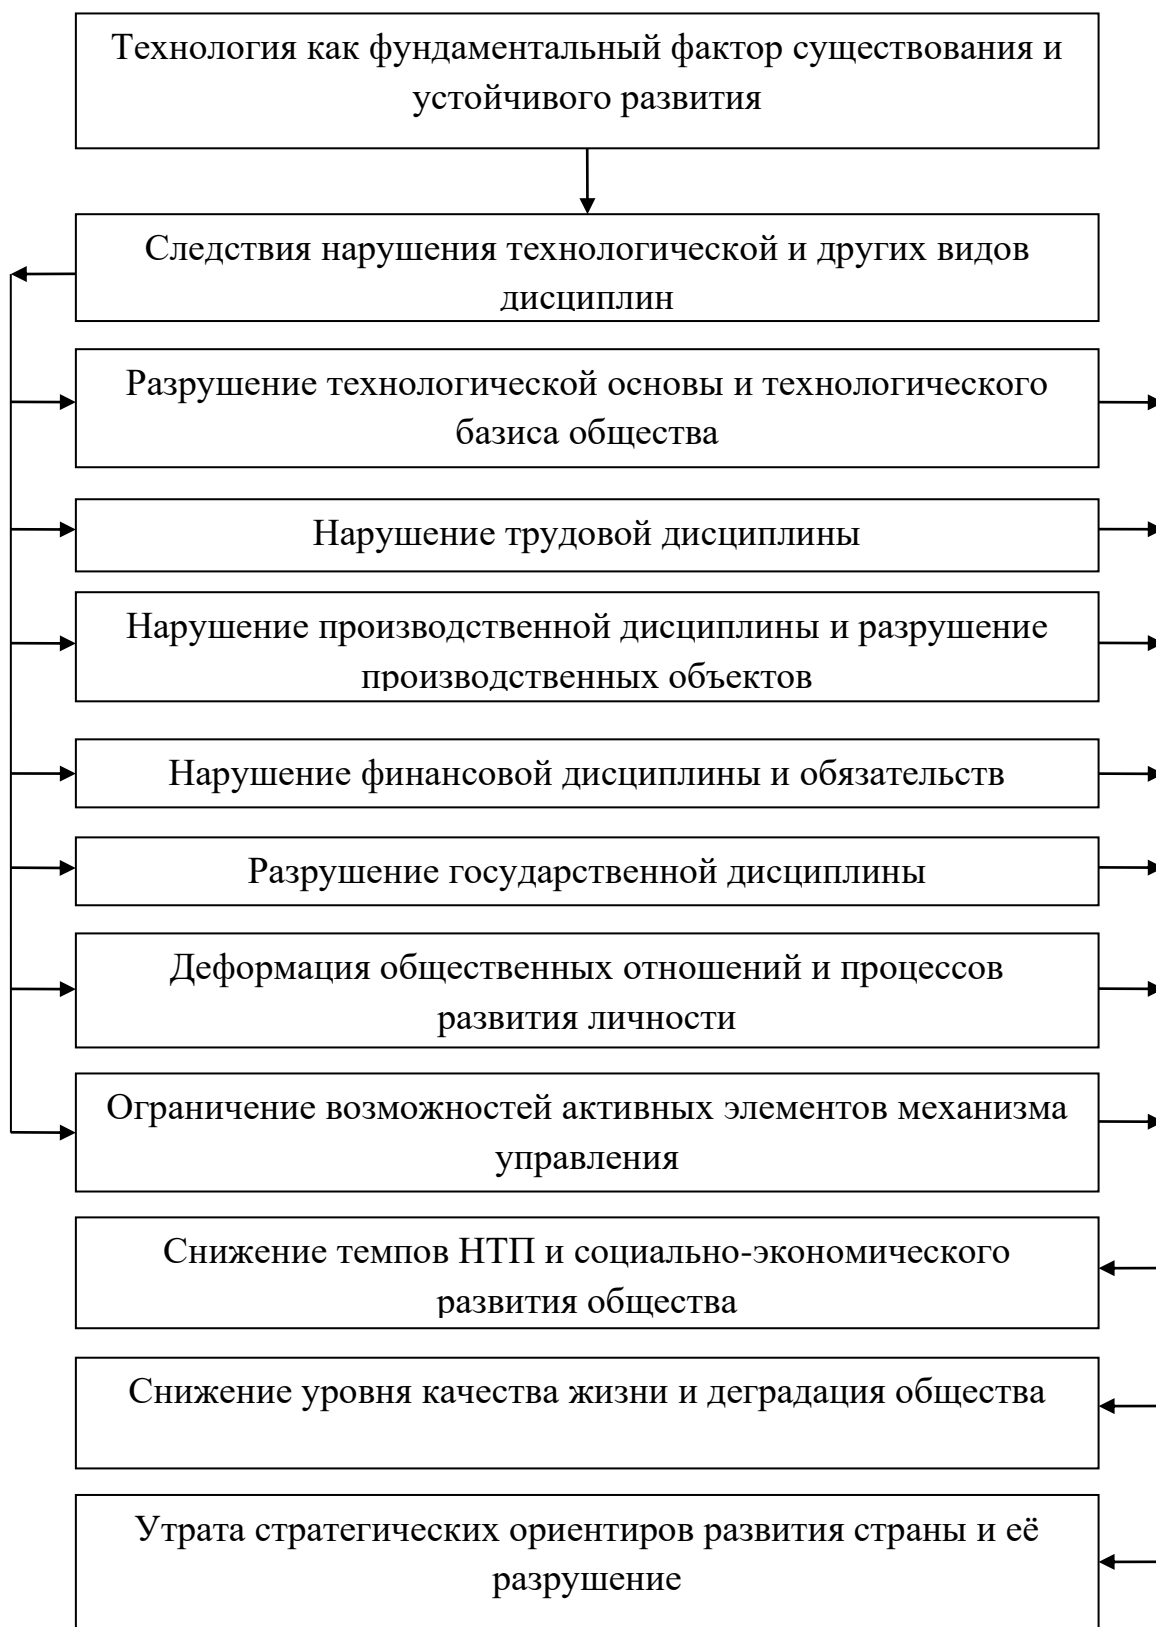 Технология как фундаментальный фактор существования и
устойчивого развития
Следствия нарушения технологической и других видов
дисциплин
Разрушение технологической основы и технологического
базиса общества
Нарушение трудовой дисциплины
Нарушение производственной дисциплины и разрушение
производственных объектов
Нарушение финансовой дисциплины и обязательств
Разрушение государственной дисциплины
Деформация общественных отношений и процессов
развития личности
Ограничение возможностей активных элементов механизма
управления
Снижение темпов НТП и социально-экономического
развития общества
Снижение уровня качества жизни и деградация общества
Утрата стратегических ориентиров развития страны и её
разрушение